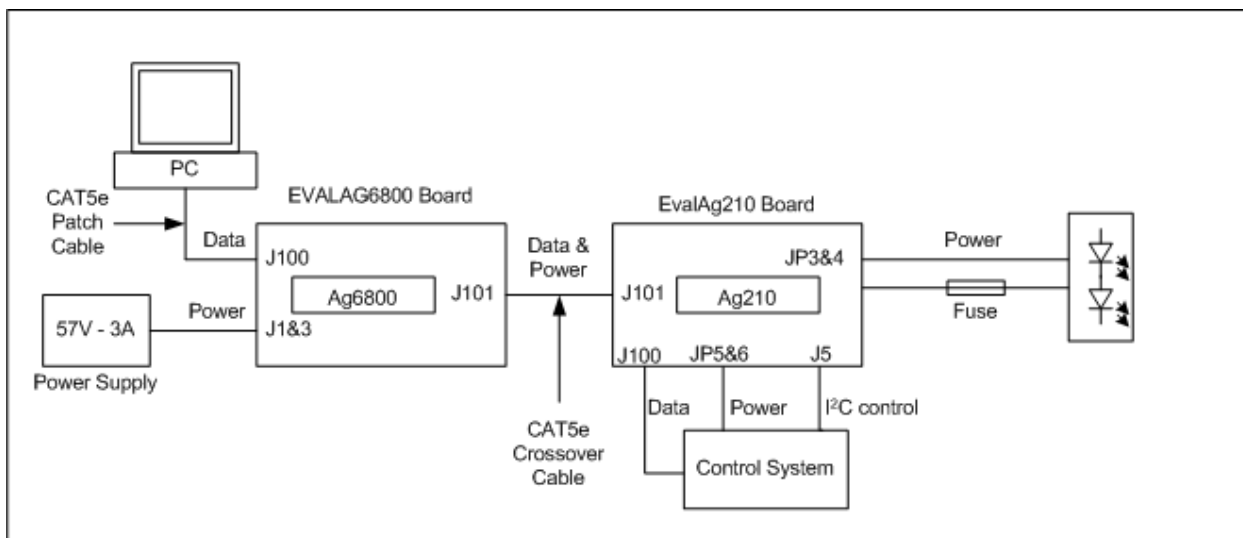 PC
CAT5e
Patch
Cable
Data
EVALAG6800 Board
J100
Ag6800
J101
J1&3
Power
57V - 3A
Power Supply
Data &
Power
CAT5e
Crossover
Cable
EvalAg210 Board
JP3&4
J101
Ag210
J100
JP5&6
J5
Power
Fuse
Data
Power
I²C control
Control System